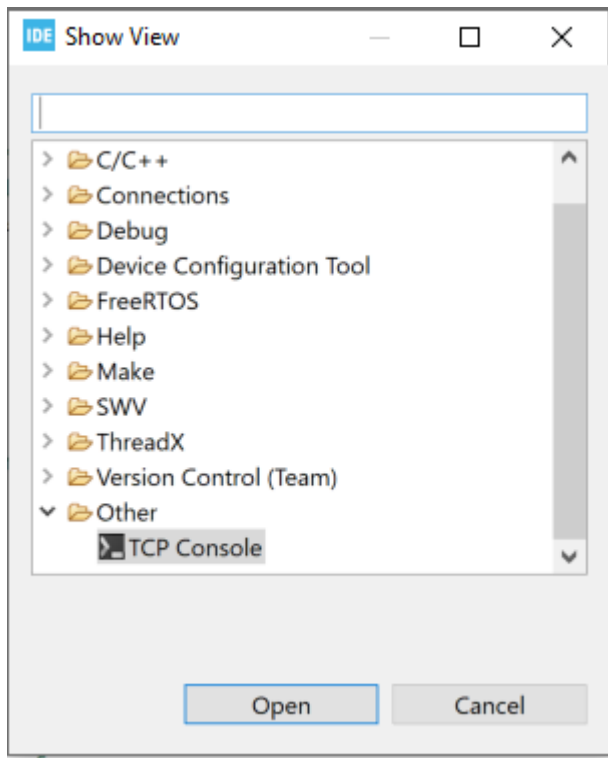 IDE Show View
C/C++
Connections
Debug
Device Configuration Tool
FreeRTOS
Help
Make
SWV
ThreadX
Version Control (Team)
Other
TCP Console
Open Cancel